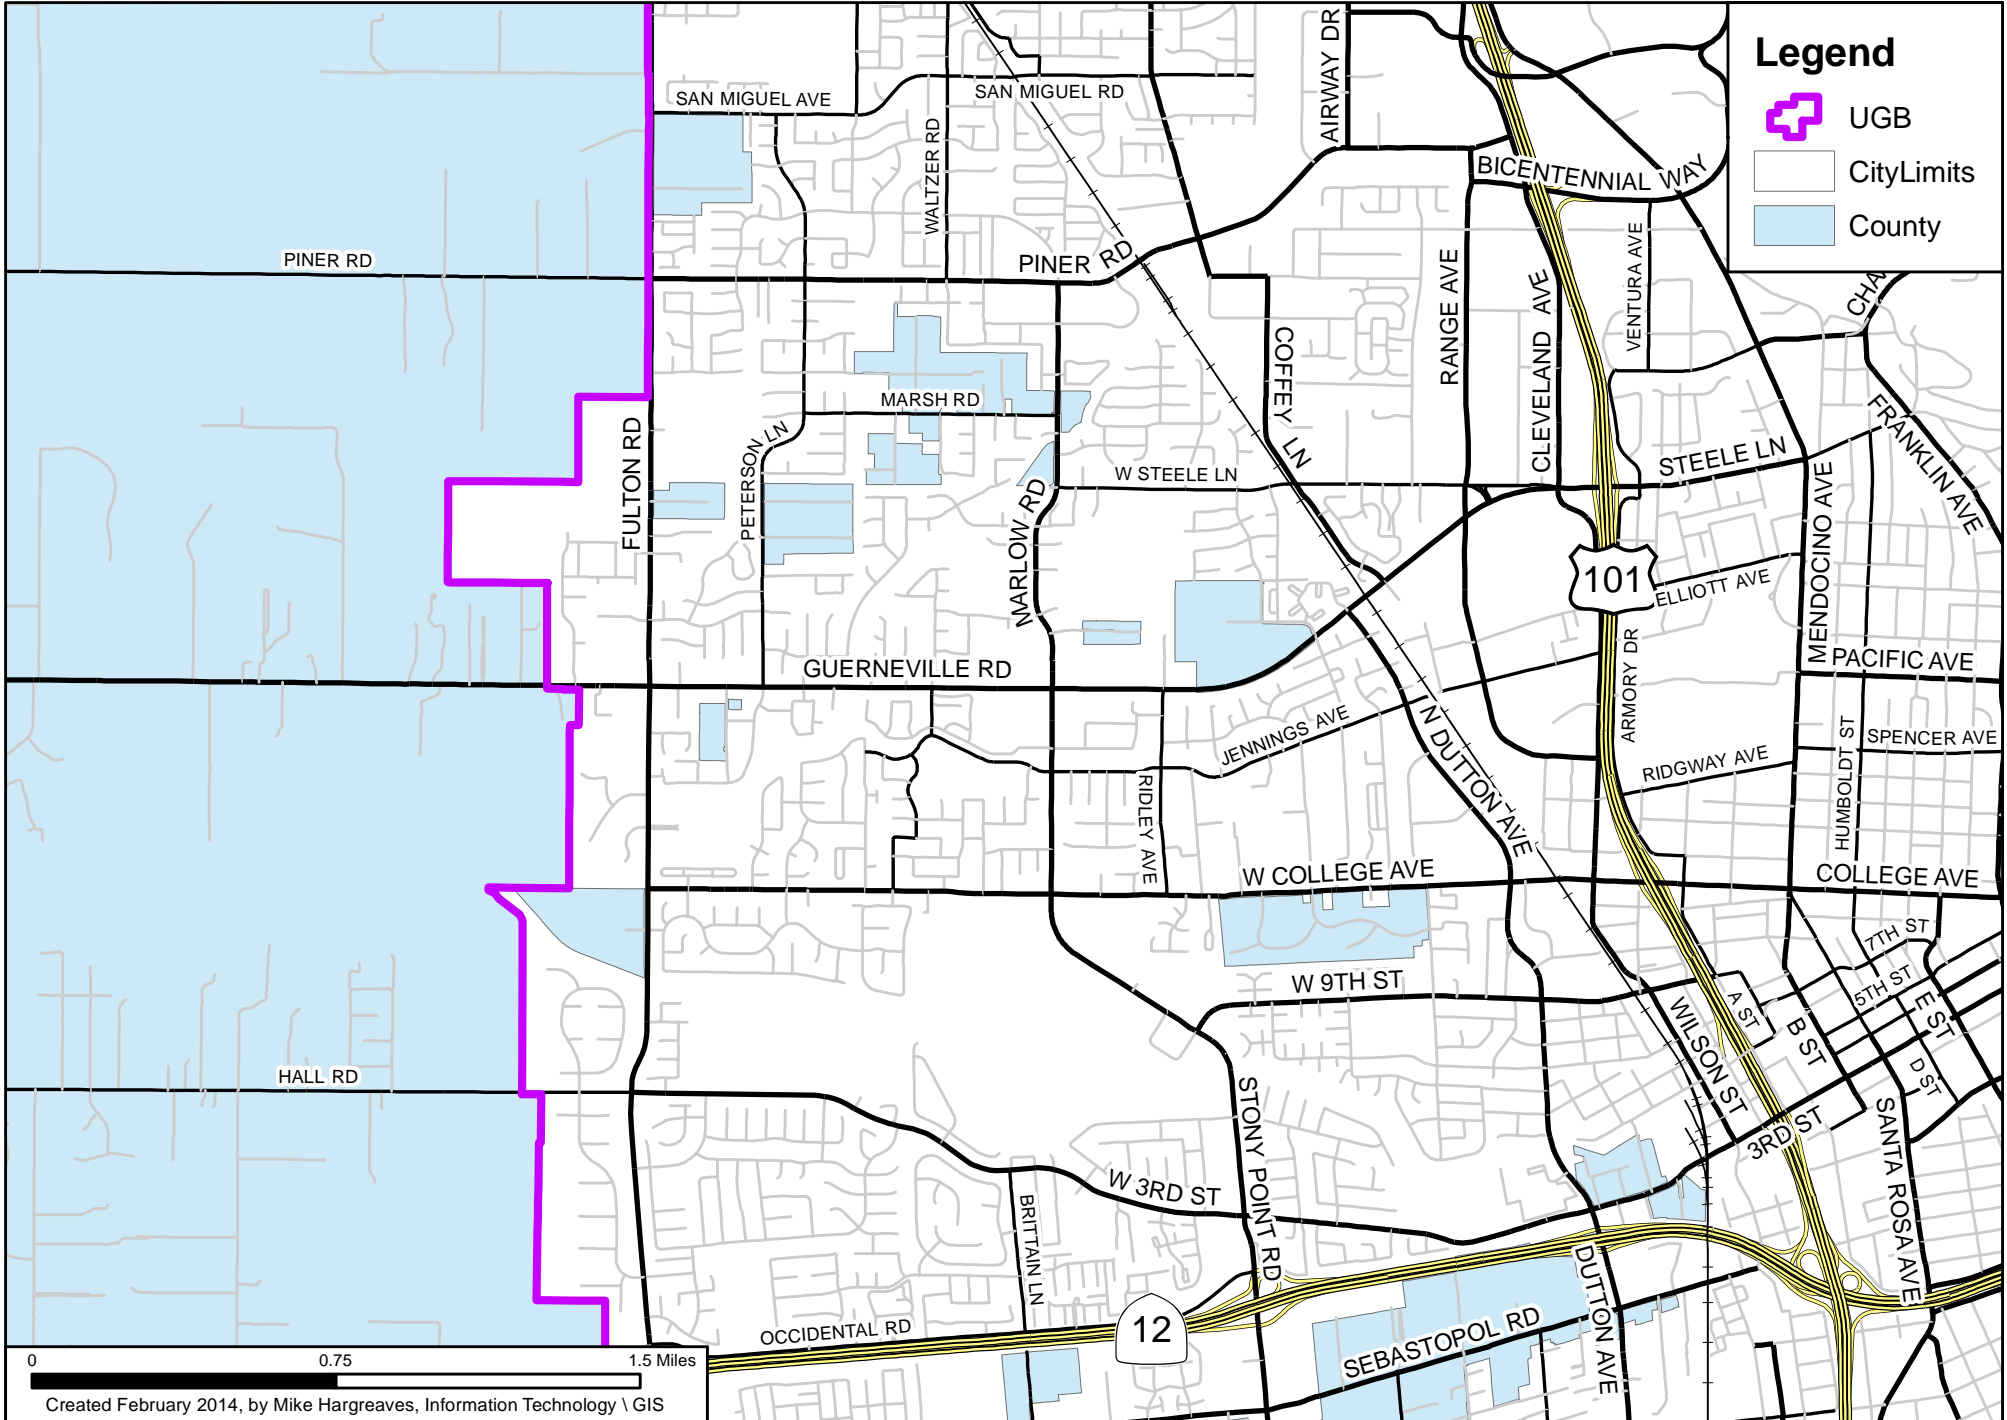 Legend
UGB
CityLimits
County
SAN MIGUEL AVE
SAN MIGUEL RD
WALTZER RD
AIRWAY DR
BICENTENNIAL WAY
PINER RD
PINER RD
RANGE AVE
CLEVELAND AVE
VENTURA AVE
CHA
COFFEY LN
MARSH RD
FULTON RD
PETERSON LN
MARLOW RD
W STEELE LN
STEELE LN
FRANKLIN AVE
MENDOCINO AVE
101
ELLIOTT AVE
GUERNEVILLE RD
ARMORY DR
PACIFIC AVE
JENNINGS AVE
N DUTTON AVE
HUMBOLDT ST
SPENCER AVE
RIDGWAY AVE
RIDLEY AVE
W COLLEGE AVE
COLLEGE AVE
7TH ST
5TH ST
W 9TH ST
A ST
B ST
E ST
D ST
WILSON ST
HALL RD
STONY POINT RD
3RD ST
SANTA ROSA AVE
W 3RD ST
BRITTAIN LN
DUTTON AVE
OCCIDENTAL RD
12
SEBASTOPOL RD
0 0.75 1.5 Miles
Created February 2014, by Mike Hargreaves, Information Technology \ GIS